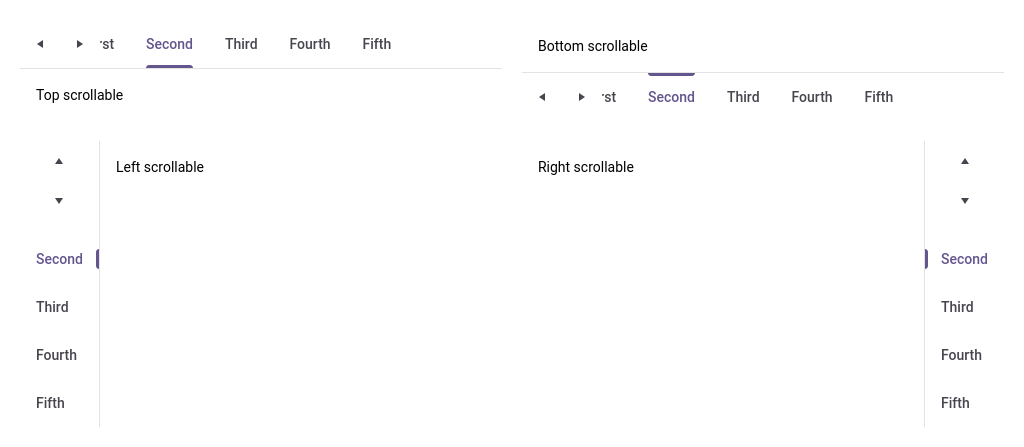 rst Second Third Fourth Fifth
Top scrollable
Bottom scrollable
rst Second Third Fourth Fifth
Left scrollable
Second
Third
Fourth
Fifth
Right scrollable
Second
Third
Fourth
Fifth